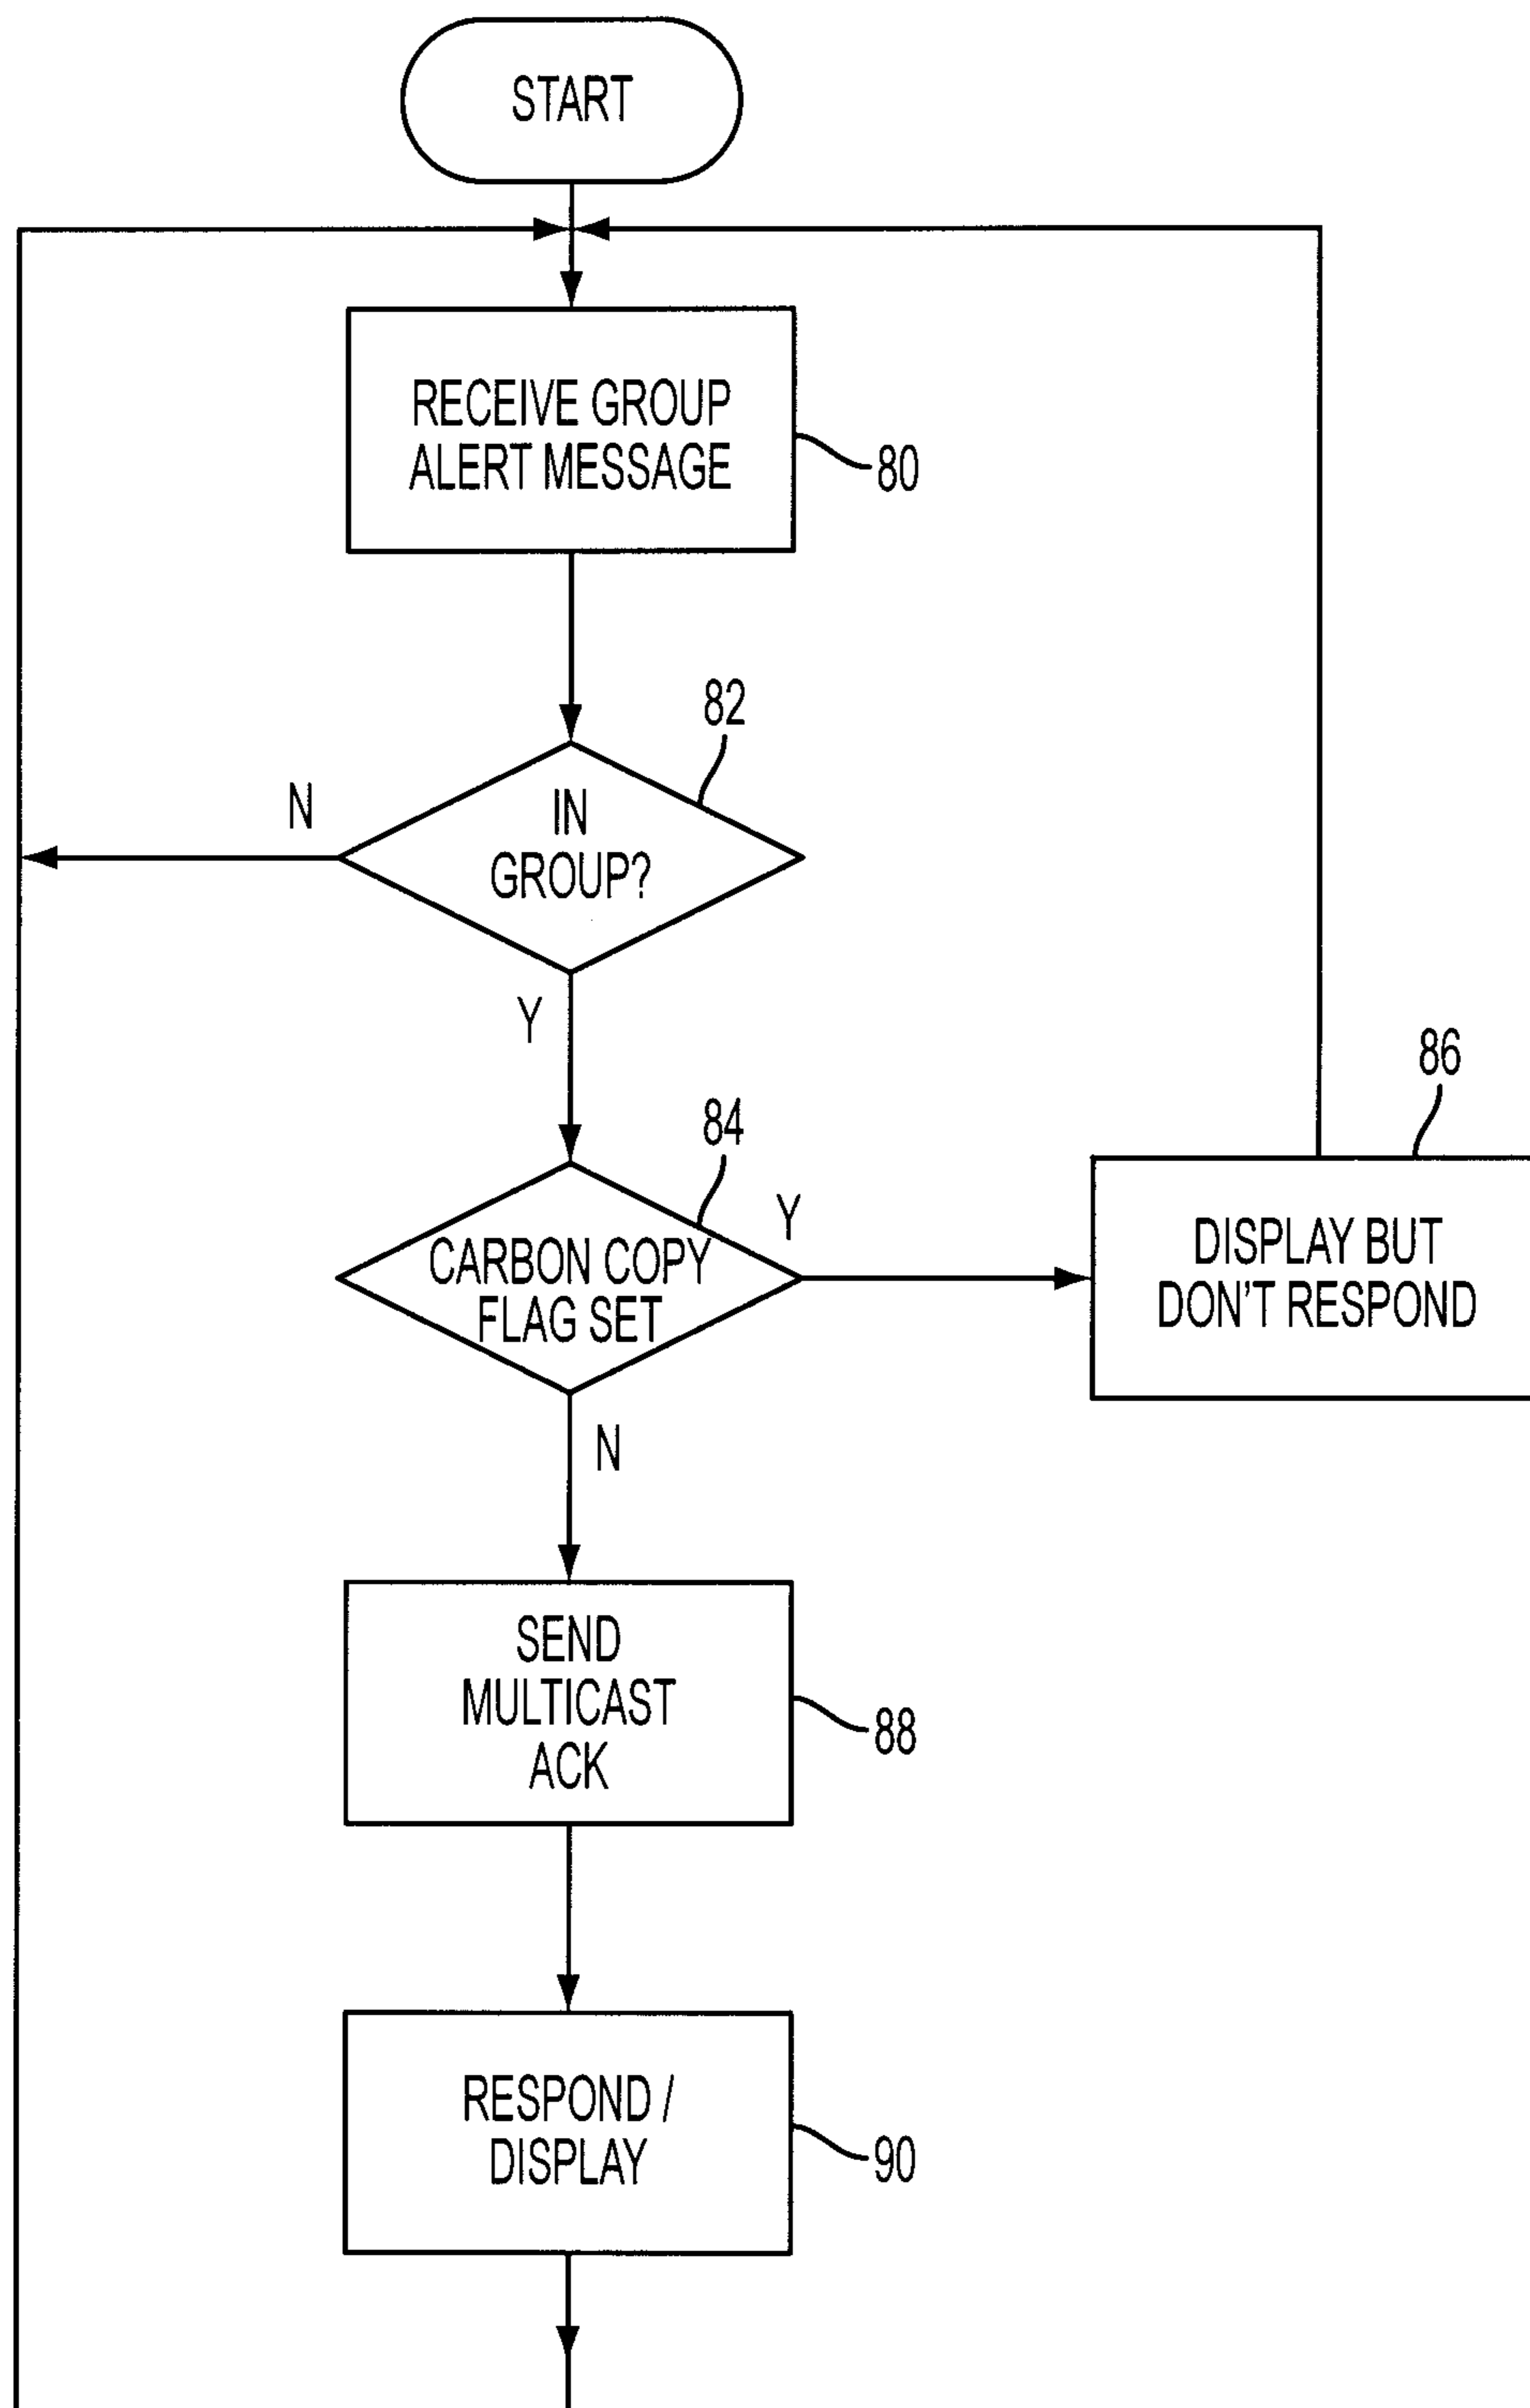 START
RECEIVE GROUP
ALERT MESSAGE
80
82
N
IN
GROUP?
Y
84
Y
86
CARBON COPY
FLAG SET
DISPLAY BUT
DON'T RESPOND
N
SEND
MULTICAST
ACK
88
RESPOND /
DISPLAY
90